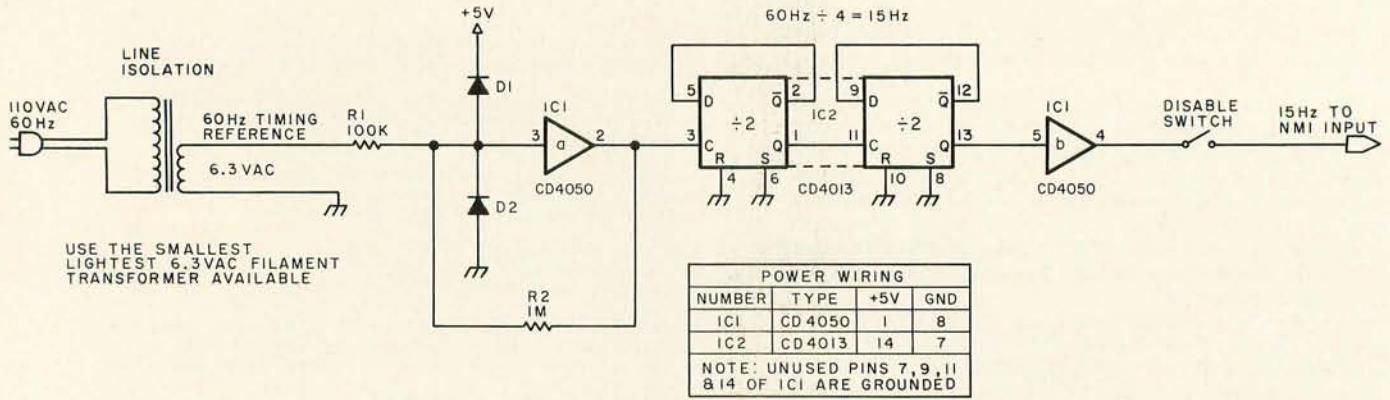 +5V
60Hz ÷ 4 = 15Hz
LINE
ISOLATION
110VAC
60Hz
60Hz TIMING
REFERENCE
6.3 VAC
R1
100K
D1
D2
3
IC1
a
2
CD4050
R2
1M
5
D
Q̄
2
÷2
3
C
Q
1
R
S
4
6
IC2
CD4013
9
D
Q̄
12
÷2
11
C
Q
13
R
S
10
8
5
IC1
b
4
CD4050
DISABLE
SWITCH
15Hz TO
NMI INPUT
USE THE SMALLEST
LIGHTEST 6.3VAC FILAMENT
TRANSFORMER AVAILABLE
POWER WIRING
NUMBER TYPE +5V GND
IC1 CD4050 1 8
IC2 CD4013 14 7
NOTE: UNUSED PINS 7,9,11
& 14 OF IC1 ARE GROUNDED